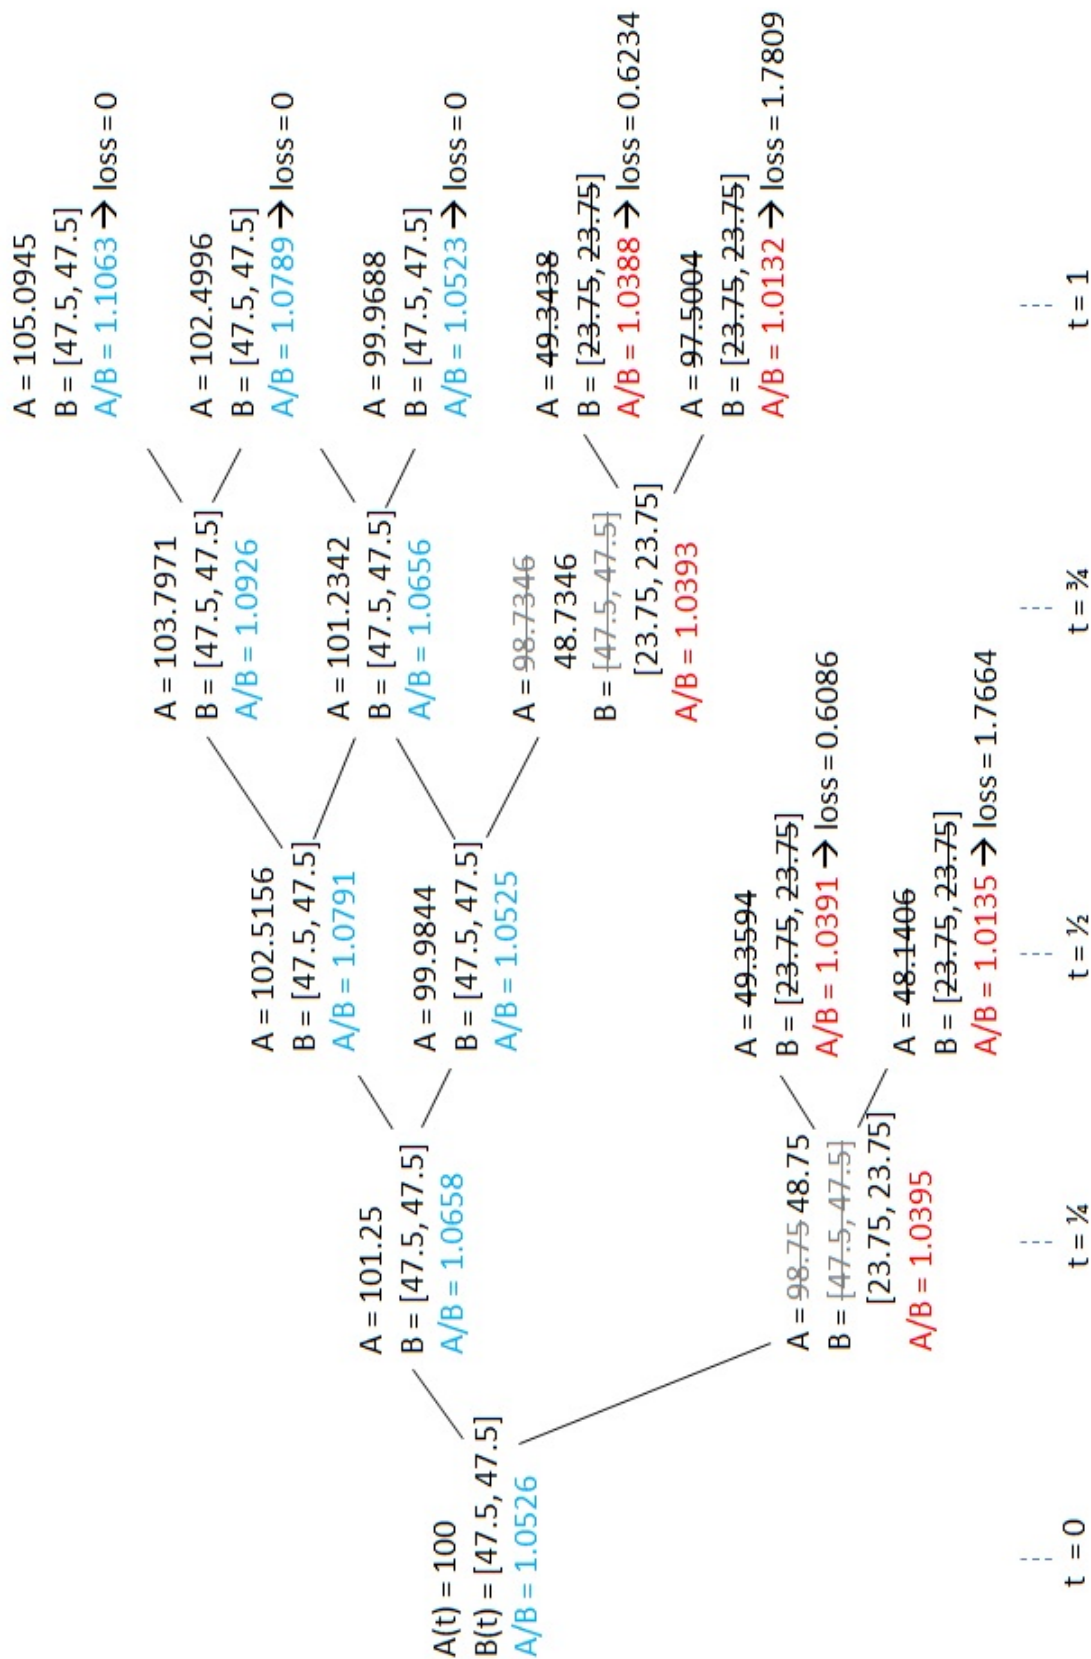 A(t) = 100
B(t) = [47.5, 47.5]
A/B = 1.0526
A = 101.25
B = [47.5, 47.5]
A/B = 1.0658
A = 98.75 48.75
B = [47.5, 47.5]
[23.75, 23.75]
A/B = 1.0395
A = 102.5156
B = [47.5, 47.5]
A/B = 1.0791
A = 99.9844
B = [47.5, 47.5]
A/B = 1.0525
A = 49.3594
B = [23.75, 23.75]
A/B = 1.0391 → loss = 0.6086
A = 48.1406
B = [23.75, 23.75]
A/B = 1.0135 → loss = 1.7664
A = 103.7971
B = [47.5, 47.5]
A/B = 1.0926
A = 101.2342
B = [47.5, 47.5]
A/B = 1.0656
A = 98.7346
48.7346
B = [47.5, 47.5]
[23.75, 23.75]
A/B = 1.0393
A = 105.0945
B = [47.5, 47.5]
A/B = 1.1063 → loss = 0
A = 102.4996
B = [47.5, 47.5]
A/B = 1.0789 → loss = 0
A = 99.9688
B = [47.5, 47.5]
A/B = 1.0523 → loss = 0
A = 49.3438
B = [23.75, 23.75]
A/B = 1.0388 → loss = 0.6234
A = 97.5004
B = [23.75, 23.75]
A/B = 1.0132 → loss = 1.7809
t = 0
t = ¼
t = ½
t = ¾
t = 1